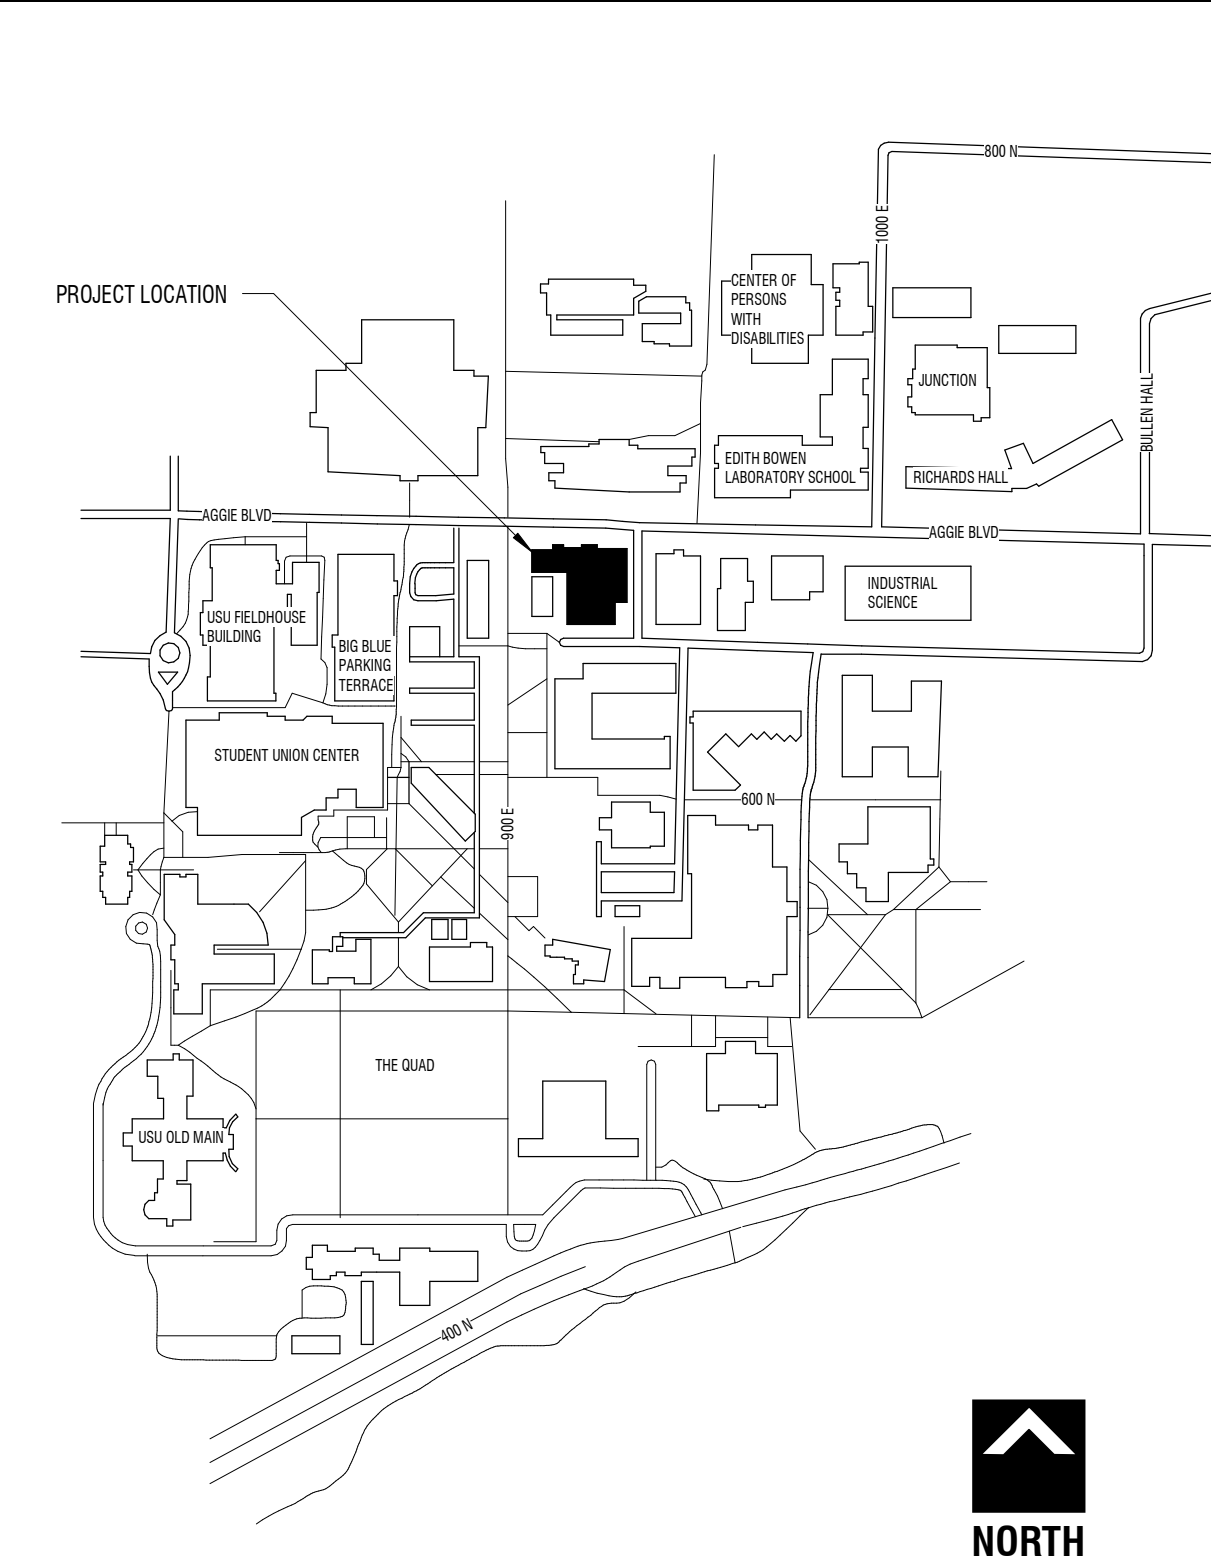 800 N
1000 E
PROJECT LOCATION
CENTER OF
PERSONS
WITH
DISABILITIES
JUNCTION
BULLEN HALL
EDITH BOWEN
LABORATORY SCHOOL
RICHARDS HALL
AGGIE BLVD
AGGIE BLVD
INDUSTRIAL
SCIENCE
USU FIELDHOUSE
BUILDING
BIG BLUE
PARKING
TERRACE
STUDENT UNION CENTER
600 N
900 E
THE QUAD
USU OLD MAIN
400 N
NORTH